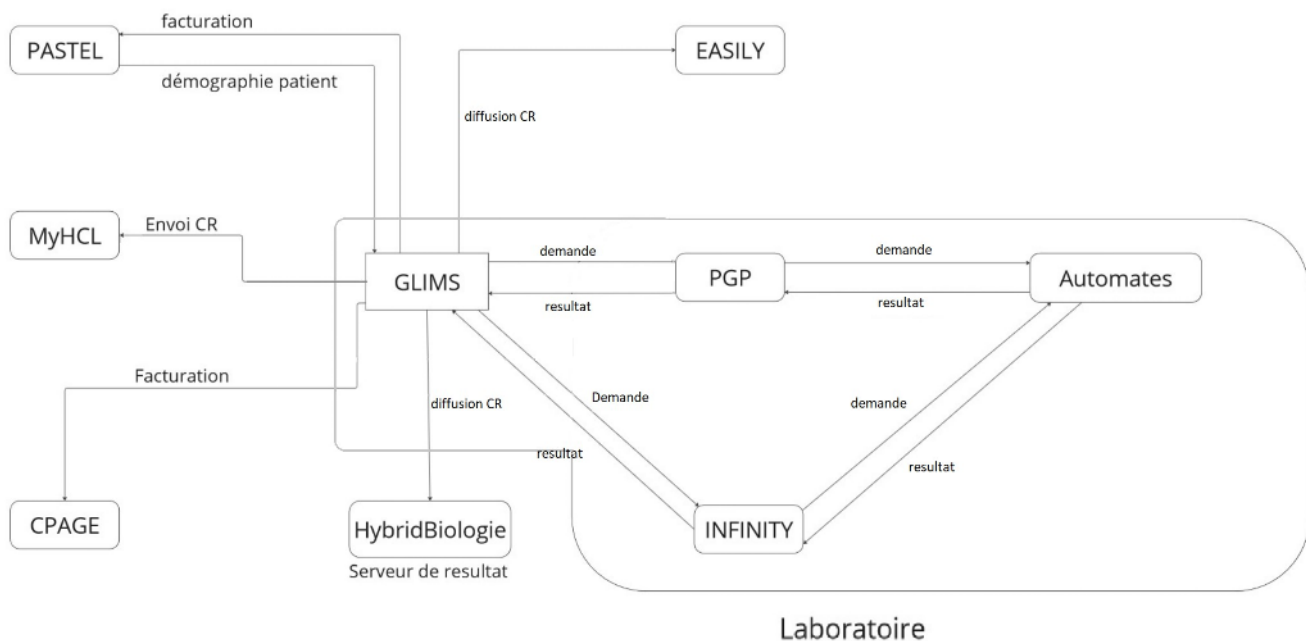 facturation
PASTEL
EASILY
démographie patient
diffusion CR
MyHCL
Envoi CR
demande
demande
GLIMS
PGP
Automates
resultat
resultat
Facturation
diffusion CR
Demande
demande
resultat
resultat
CPAGE
HybridBiologie
INFINITY
Serveur de resultat
Laboratoire